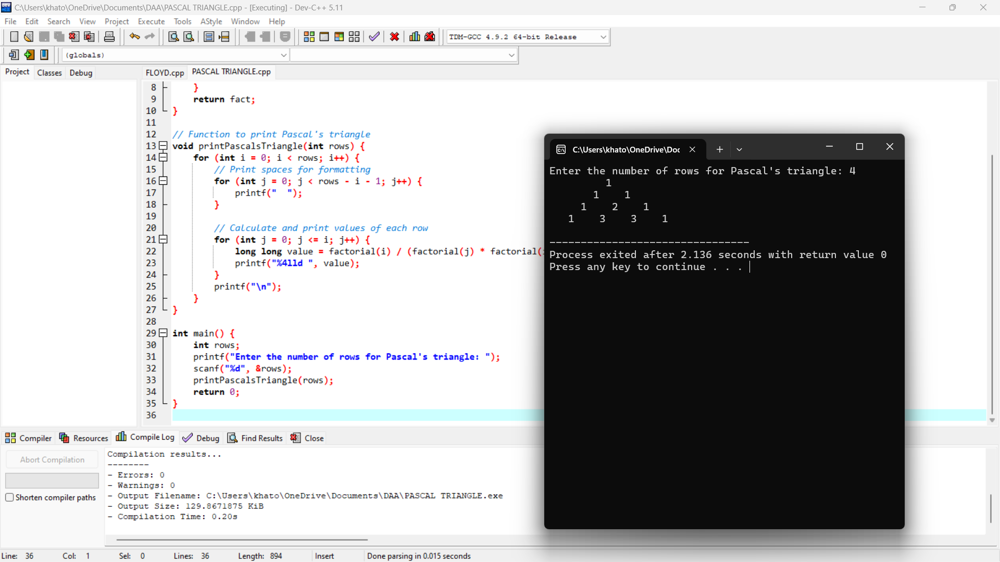 C:\Users\khato\OneDrive\Documents\DAA\PASCAL TRIANGLE.cpp - [Executing] - Dev-C++ 5.11
File Edit Search View Project Execute Tools AStyle Window Help
TDM-GCC 4.9.2 64-bit Release
(globals)
Project Classes Debug
FLOYD.cpp PASCAL TRIANGLE.cpp
8 }
9 return fact;
10 }
11
12 // Function to print Pascal's triangle
13 void printPascalsTriangle(int rows) {
14 for (int i = 0; i < rows; i++) {
15 // Print spaces for formatting
16 for (int j = 0; j < rows - i - 1; j++) {
17 printf("  ");
18 }
19
20 // Calculate and print values of each row
21 for (int j = 0; j <= i; j++) {
22 long long value = factorial(i) / (factorial(j) * factorial(
23 printf("%4lld ", value);
24 }
25 printf("\n");
26 }
27 }
28
29 int main() {
30 int rows;
31 printf("Enter the number of rows for Pascal's triangle: ");
32 scanf("%d", &rows);
33 printPascalsTriangle(rows);
34 return 0;
35 }
36
C:\Users\khato\OneDrive\Doc
Enter the number of rows for Pascal's triangle: 4
1
1 1
1 2 1
1 3 3 1
--------------------------------
Process exited after 2.136 seconds with return value 0
Press any key to continue . . .
Compiler Resources Compile Log Debug Find Results Close
Abort Compilation
Shorten compiler paths
Compilation results...
--------
- Errors: 0
- Warnings: 0
- Output Filename: C:\Users\khato\OneDrive\Documents\DAA\PASCAL TRIANGLE.exe
- Output Size: 129.8671875 KiB
- Compilation Time: 0.20s
Line: 36 Col: 1 Sel: 0 Lines: 36 Length: 894 Insert Done parsing in 0.015 seconds